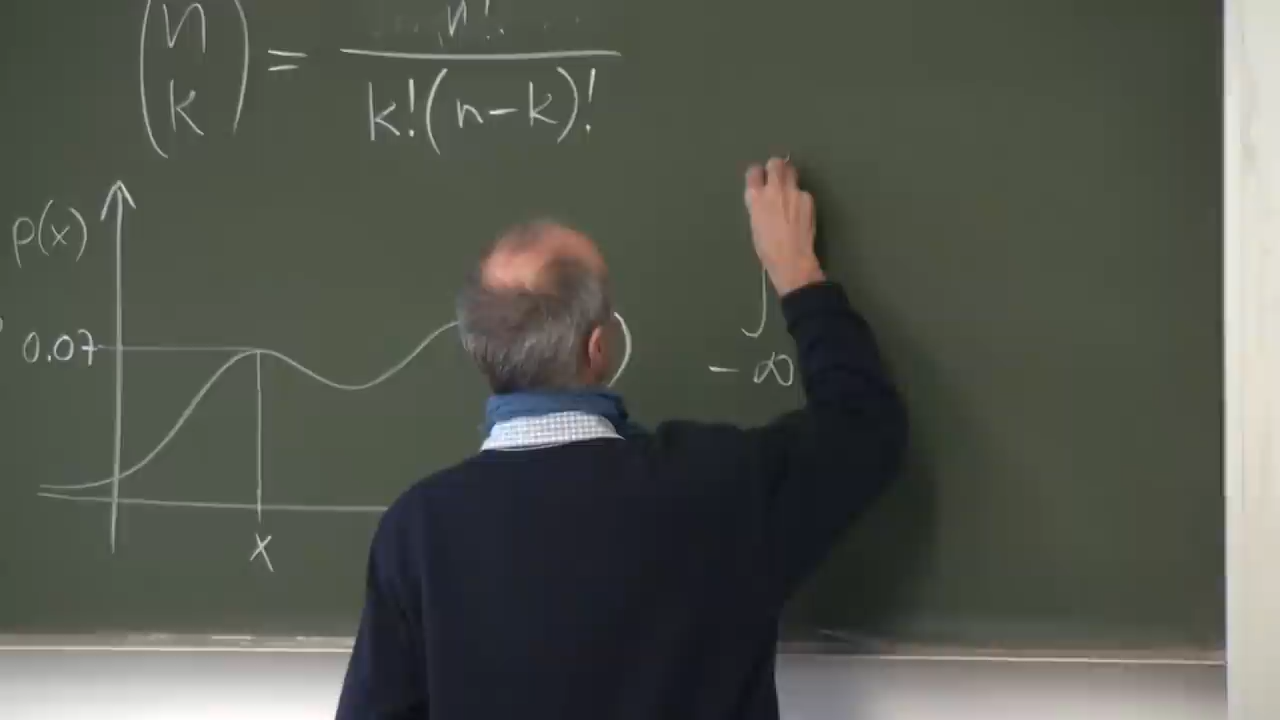 (n k) = n! / k!(n-k)!
p(x)
0.07
x
)
∫
-∞